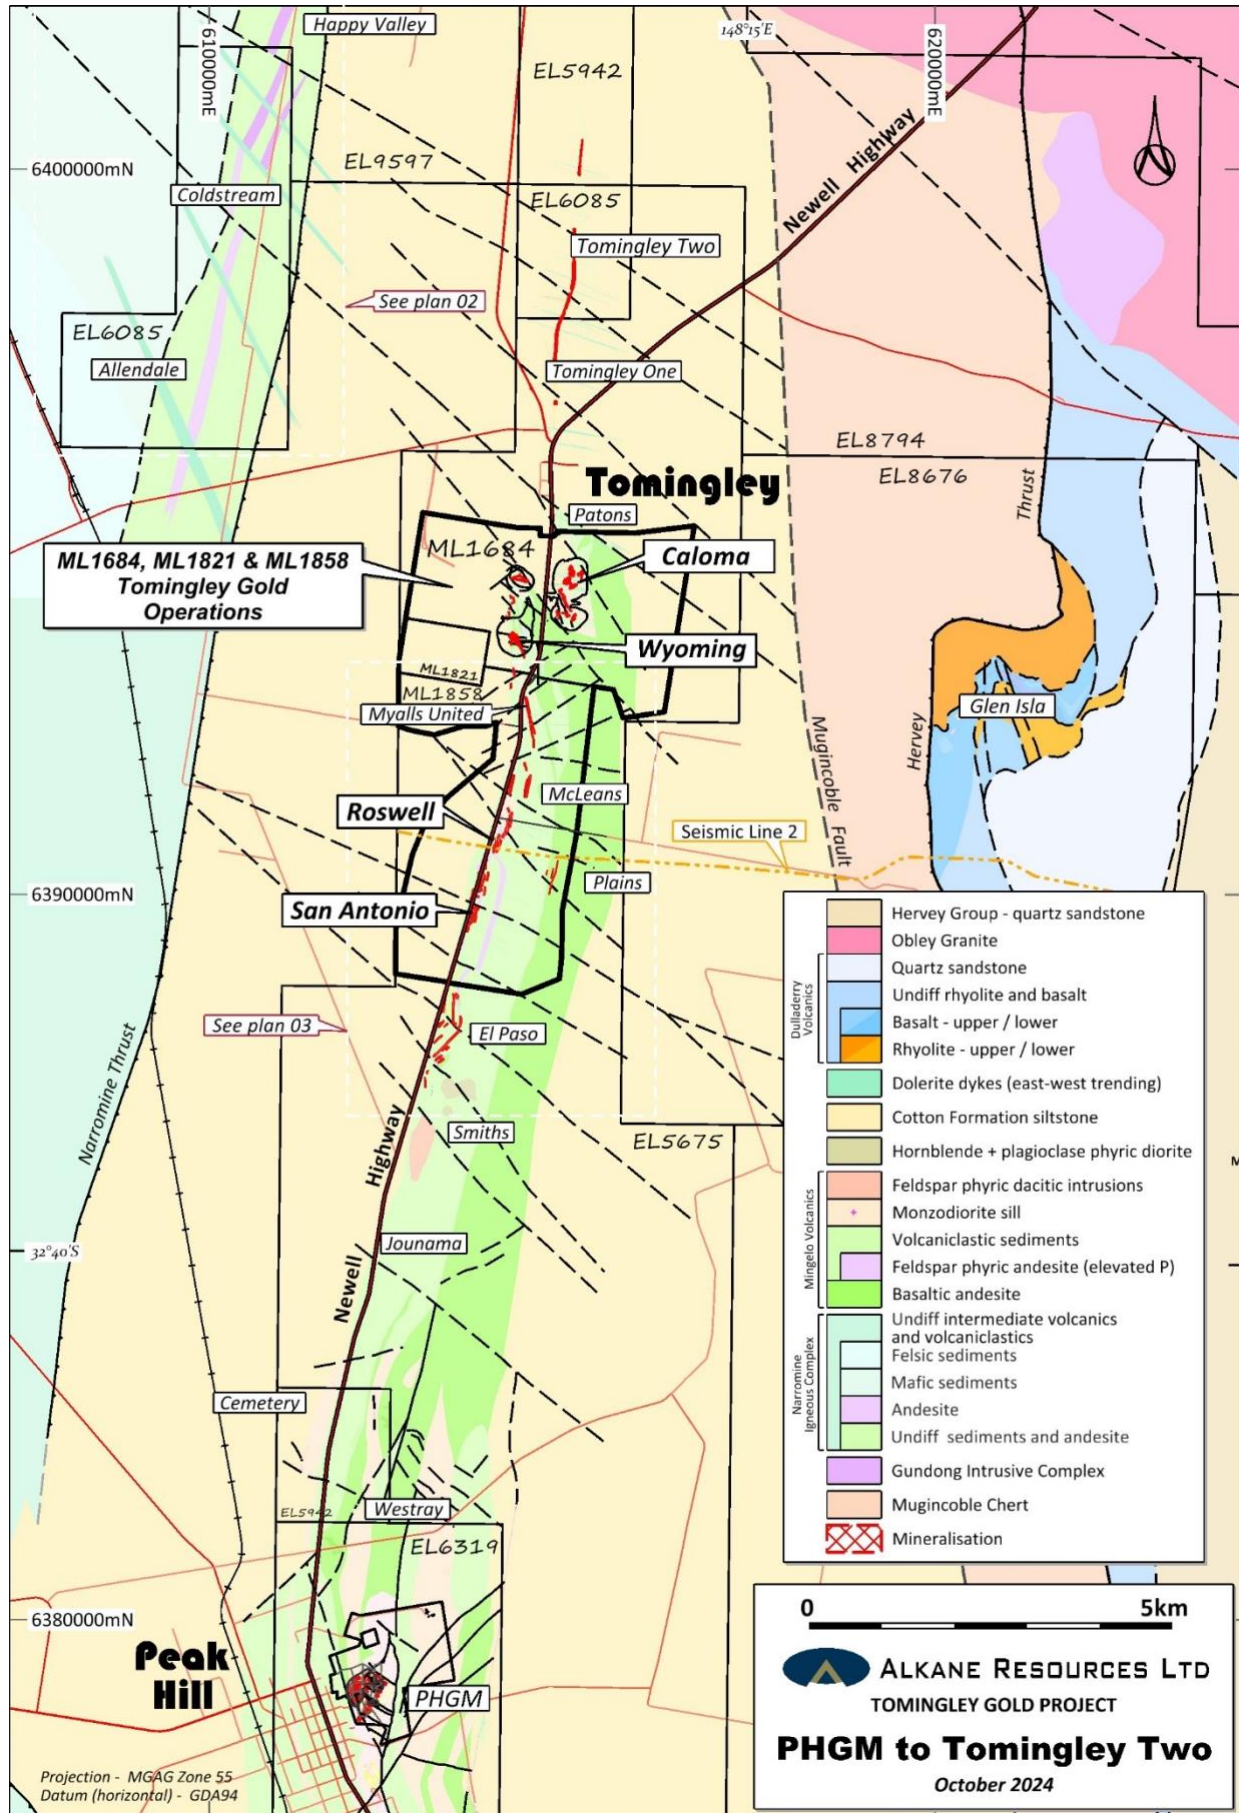 Happy Valley
610000mE
148°15'E
620000mE
EL5942
Newell Highway
EL9597
6400000mN
Coldstream
EL6085
Tomingley Two
See plan 02
EL6085
Allendale
Tomingley One
EL8794
EL8676
Tomingley
Thrust
Patons
ML1684
Caloma
ML1684, ML1821 & ML1858
Tomingley Gold
Operations
Wyoming
ML1821
ML1858
Myalls United
Glen Isla
Hervey
Mugincoble Fault
McLeans
Roswell
Seismic Line 2
Plains
6390000mN
San Antonio
See plan 03
El Paso
Narromine Thrust
Smiths
EL5675
Highway
32°40'S
Jounama
Newell
Cemetery
Westray
EL5942
EL6319
6380000mN
Peak
Hill
PHGM
Projection - MGAG Zone 55
Datum (horizontal) - GDA94
Hervey Group - quartz sandstone
Obley Granite
Dulladerry
Volcanics
Quartz sandstone
Undiff rhyolite and basalt
Basalt - upper / lower
Rhyolite - upper / lower
Dolerite dykes (east-west trending)
Cotton Formation siltstone
Hornblende + plagioclase phyric diorite
Mingelo Volcanics
Feldspar phyric dacitic intrusions
Monzodiorite sill
Volcaniclastic sediments
Feldspar phyric andesite (elevated P)
Basaltic andesite
Narromine
Igneous Complex
Undiff intermediate volcanics
and volcaniclastics
Felsic sediments
Mafic sediments
Andesite
Undiff sediments and andesite
Gundong Intrusive Complex
Mugincoble Chert
Mineralisation
M
0 5km
ALKANE RESOURCES LTD
TOMINGLEY GOLD PROJECT
PHGM to Tomingley Two
October 2024